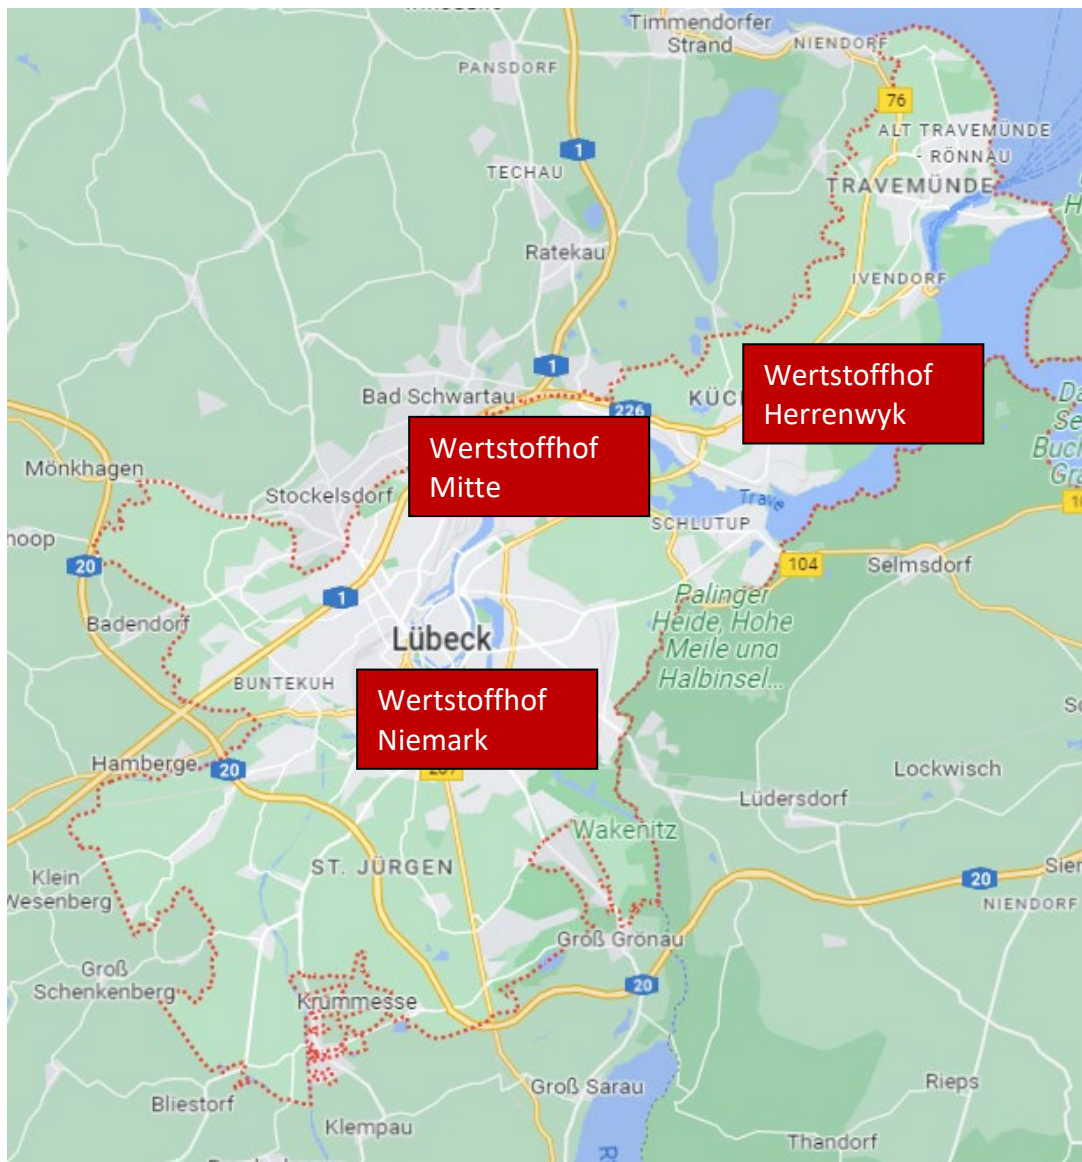 Timmendorfer
Strand
NIENDORF
PANSDORF
76
ALT TRAVEMÜNDE
- RÖNNAU
1
TECHAU
TRAVEMÜNDE
Ratekau
IVENDORF
1
Bad Schwartau
226
Wertstoffhof
Herrenwyk
Wertstoffhof
Mitte
Mönkhagen
Stockelsdorf
Trave
SCHLUTUP
20
104
Selmsdorf
1
Palinger
Heide, Hohe
Meile und
Halbinsel...
Badendorf
Lübeck
BUNTEKUH
Wertstoffhof
Niemark
Hamberge
20
Lockwisch
Lüdersdorf
Wakenitz
ST. JÜRGEN
Klein
Wesenberg
20
NIENDORF
Groß Grönau
Groß
Schenkenberg
20
Krummesse
Groß Sarau
Rieps
Bliestorf
Klempau
Thandorf